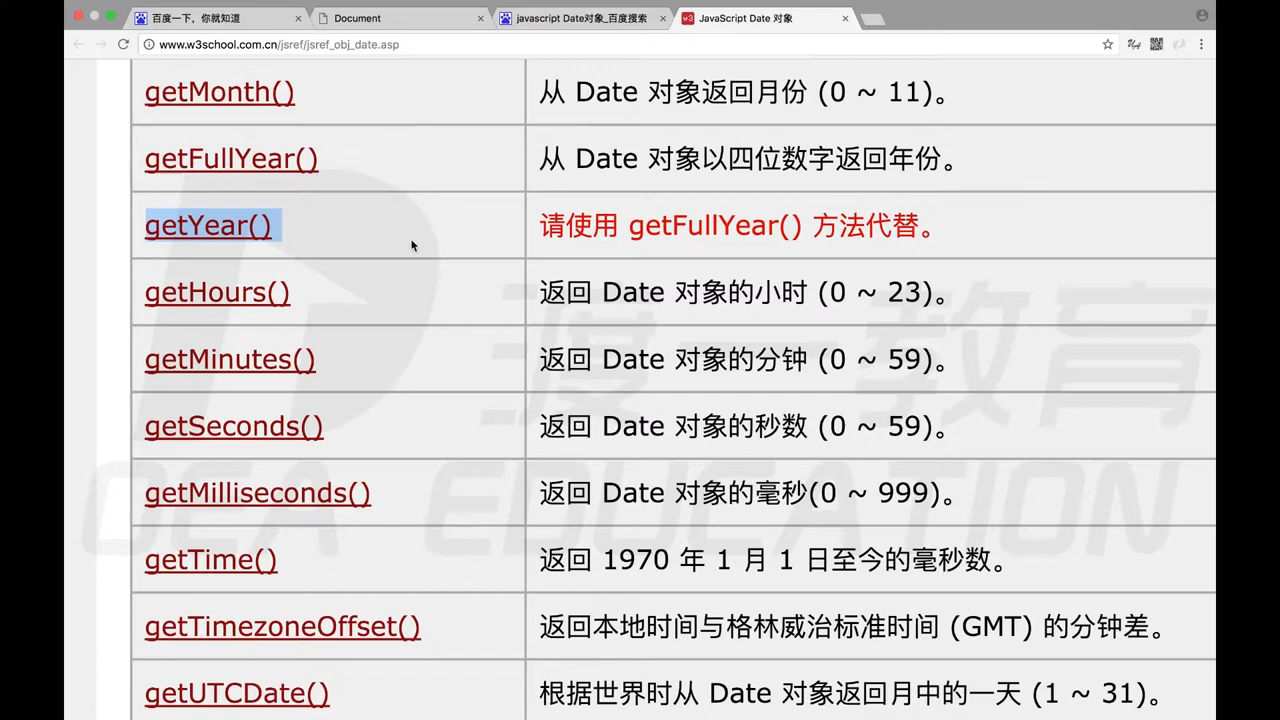 百度一下，你就知道
Document
javascript Date对象_百度搜索
JavaScript Date 对象
www.w3school.com.cn/jsref/jsref_obj_date.asp
getMonth() 从 Date 对象返回月份 (0 ~ 11)。
getFullYear() 从 Date 对象以四位数字返回年份。
getYear() 请使用 getFullYear() 方法代替。
getHours() 返回 Date 对象的小时 (0 ~ 23)。
getMinutes() 返回 Date 对象的分钟 (0 ~ 59)。
getSeconds() 返回 Date 对象的秒数 (0 ~ 59)。
getMilliseconds() 返回 Date 对象的毫秒(0 ~ 999)。
getTime() 返回 1970 年 1 月 1 日至今的毫秒数。
getTimezoneOffset() 返回本地时间与格林威治标准时间 (GMT) 的分钟差。
getUTCDate() 根据世界时从 Date 对象返回月中的一天 (1 ~ 31)。
渡一教育
EDUCATION